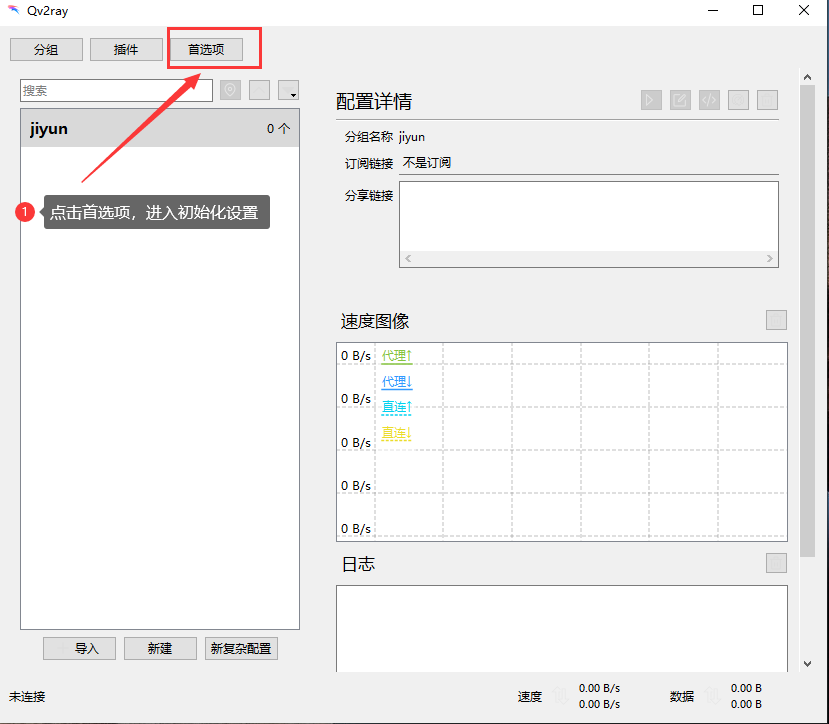 Qv2ray
分组 插件 首选项
搜索
jiyun 0 个
1 点击首选项，进入初始化设置
导入 新建 新复杂配置
配置详情
分组名称 jiyun
订阅链接 不是订阅
分享链接
速度图像
0 B/s 代理↑
代理↓
0 B/s
直连↑
直连↓
0 B/s
0 B/s
0 B/s
日志
未连接
速度 0.00 B/s
0.00 B/s
数据 0.00 B
0.00 B